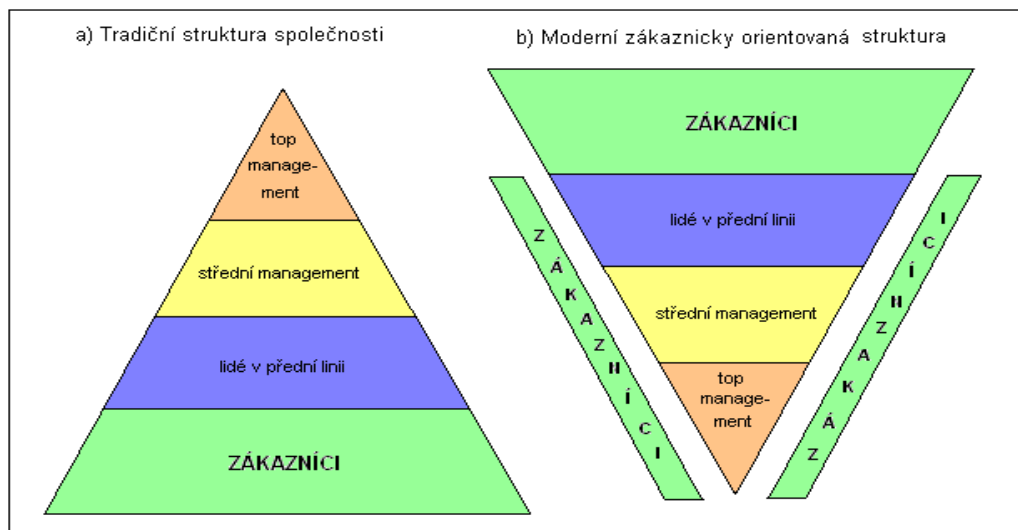 a) Tradiční struktura společnosti
top
manage-
ment
střední management
lidé v přední linii
ZÁKAZNÍCI
b) Moderní zákaznicky orientovaná struktura
ZÁKAZNÍCI
lidé v přední linii
střední management
top
manage-
ment
ZÁKAZNÍCI
ZÁKAZNÍCI